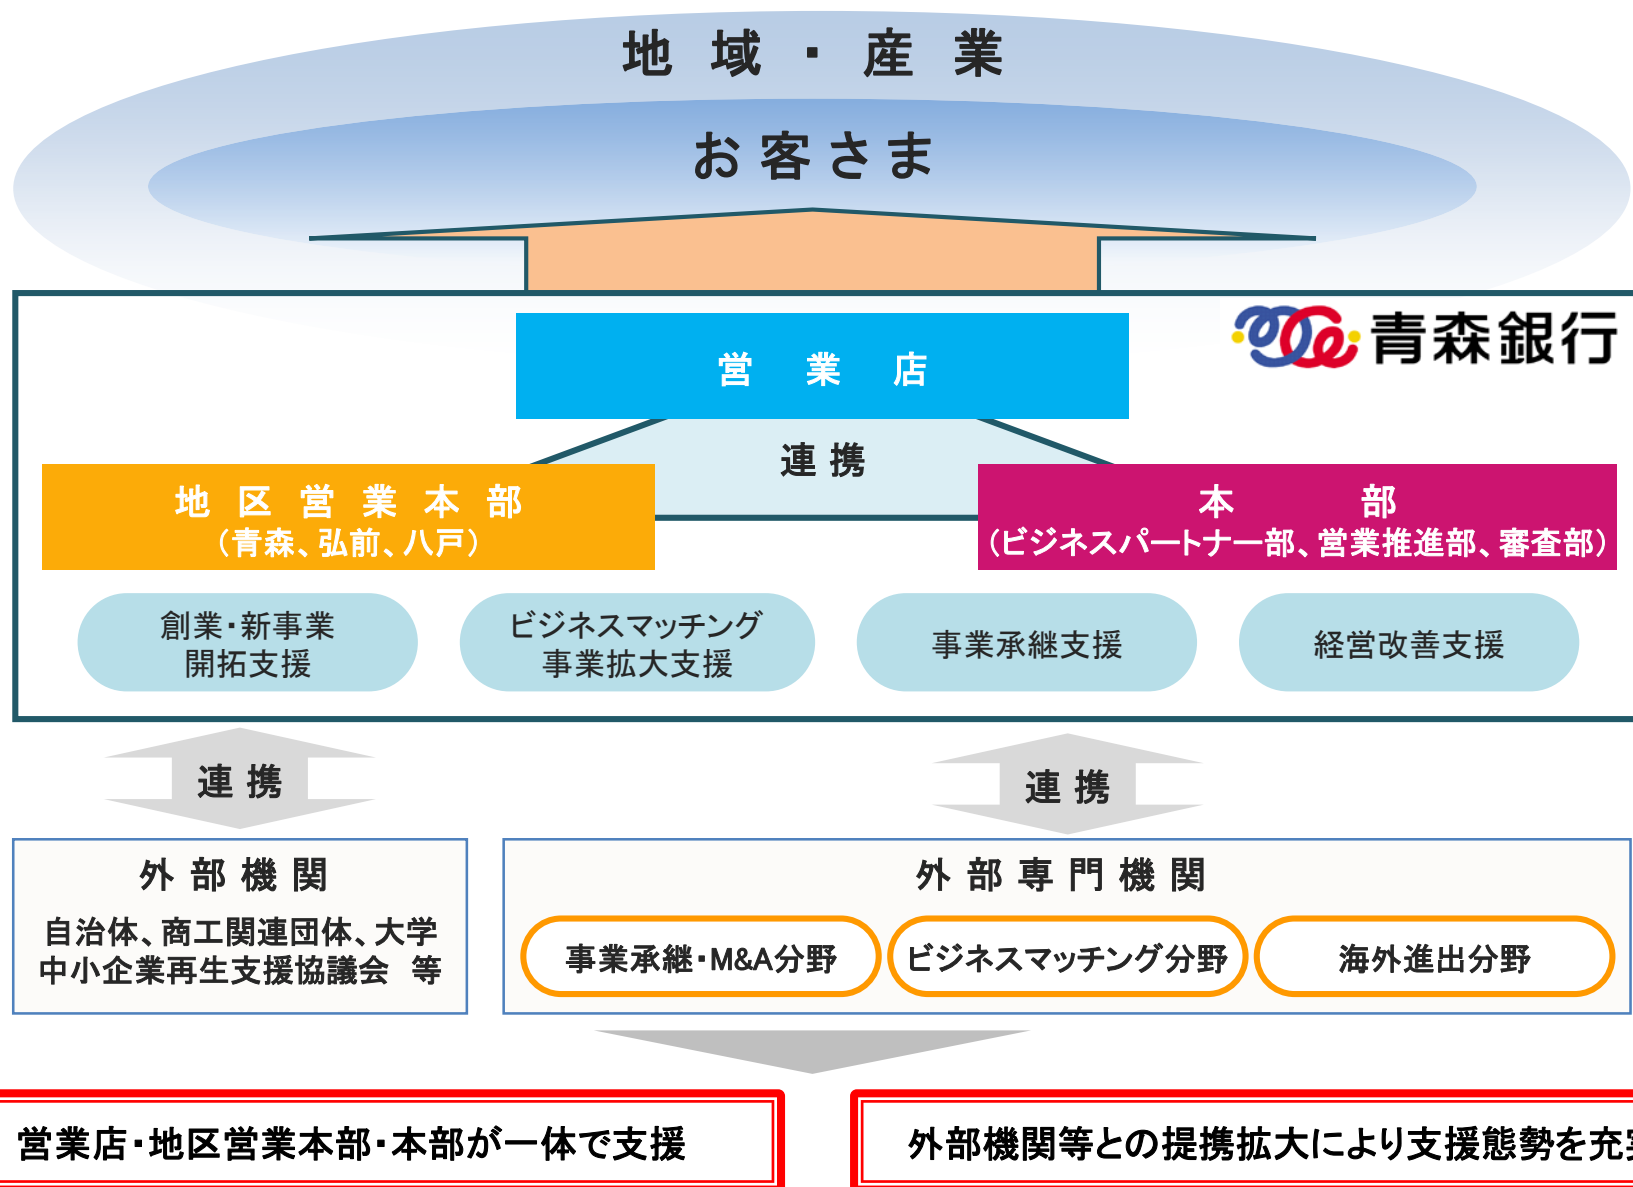 地域・産業
お客さま
青森銀行
営業店
連携
地区営業本部
（青森、弘前、八戸）
本部
（ビジネスパートナー部、営業推進部、審査部）
創業・新事業
開拓支援
ビジネスマッチング
事業拡大支援
事業承継支援
経営改善支援
連携
連携
外部機関
自治体、商工関連団体、大学
中小企業再生支援協議会　等
外部専門機関
事業承継・M&A分野
ビジネスマッチング分野
海外進出分野
営業店・地区営業本部・本部が一体で支援
外部機関等との提携拡大により支援態勢を充